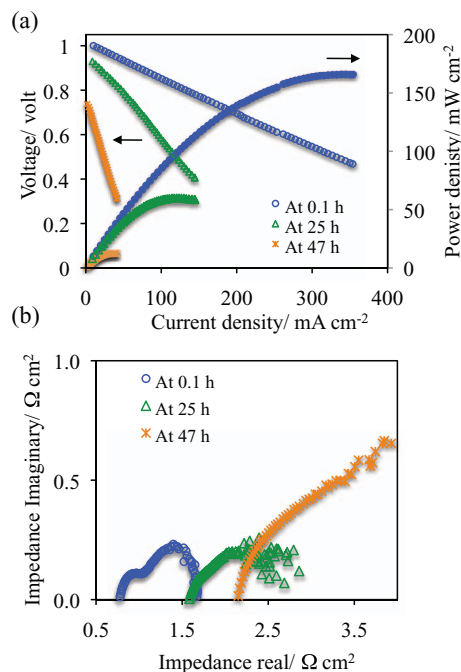 (a)
1
0.8
0.6
0.4
0.2
0
Voltage/ volt
200
150
100
50
0
Power denisty/ mW cm-2
At 0.1 h
At 25 h
At 47 h
0 100 200 300 400
Current density/ mA cm-2
(b)
1.0
0.5
0.0
Impedance Imaginary/ Ω cm2
At 0.1 h
At 25 h
At 47 h
0.5 1.5 2.5 3.5
Impedance real/ Ω cm2